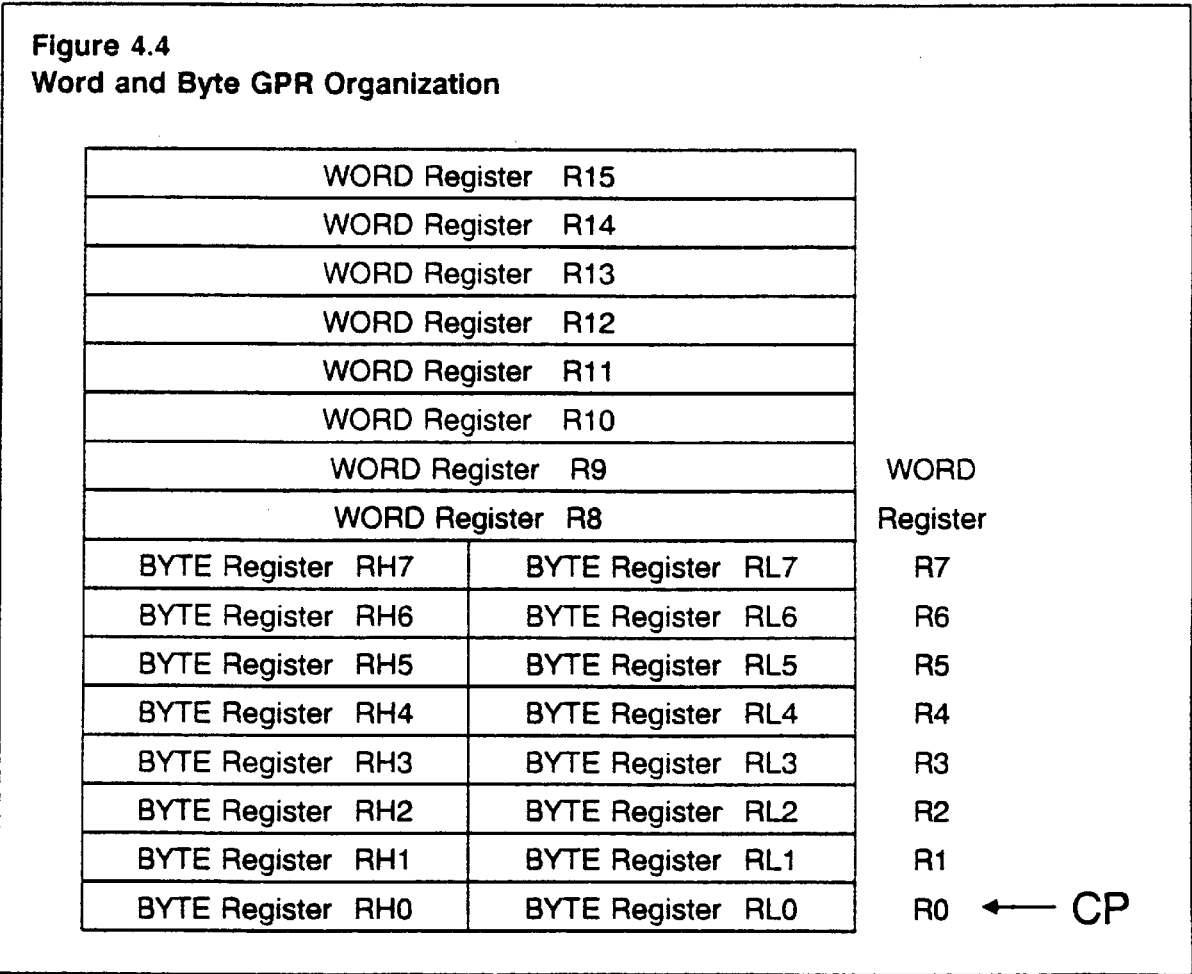 Figure 4.4
Word and Byte GPR Organization
WORD Register R15
WORD Register R14
WORD Register R13
WORD Register R12
WORD Register R11
WORD Register R10
WORD Register R9 WORD
WORD Register R8 Register
BYTE Register RH7 BYTE Register RL7 R7
BYTE Register RH6 BYTE Register RL6 R6
BYTE Register RH5 BYTE Register RL5 R5
BYTE Register RH4 BYTE Register RL4 R4
BYTE Register RH3 BYTE Register RL3 R3
BYTE Register RH2 BYTE Register RL2 R2
BYTE Register RH1 BYTE Register RL1 R1
BYTE Register RH0 BYTE Register RL0 R0 ← CP